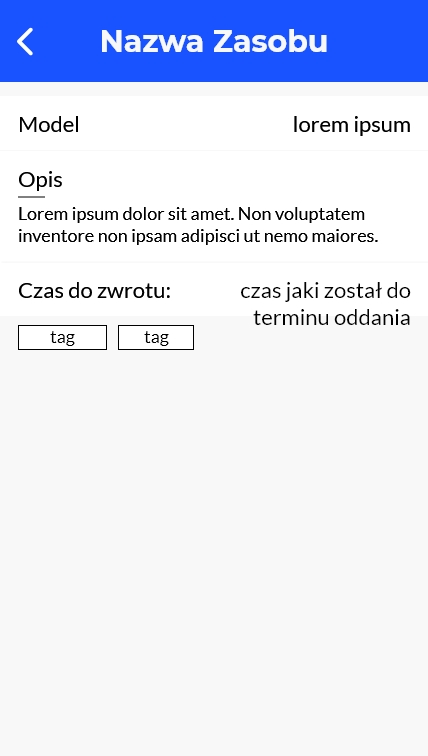 Nazwa Zasobu
Model lorem ipsum
Opis
Lorem ipsum dolor sit amet. Non voluptatem
inventore non ipsam adipisci ut nemo maiores.
Czas do zwrotu: czas jaki został do
terminu oddania
tag tag